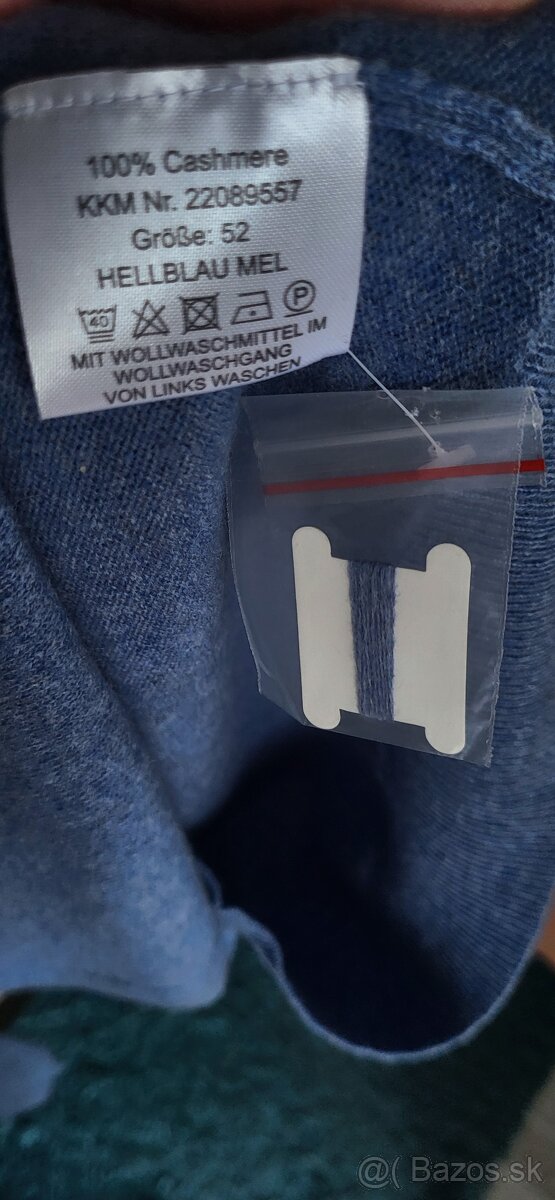 100% Cashmere
KKM Nr. 22089557
Größe: 52
HELLBLAU MEL
40 P
MIT WOLLWASCHMITTEL IM
WOLLWASCHGANG
VON LINKS WASCHEN
@( Bazos.sk